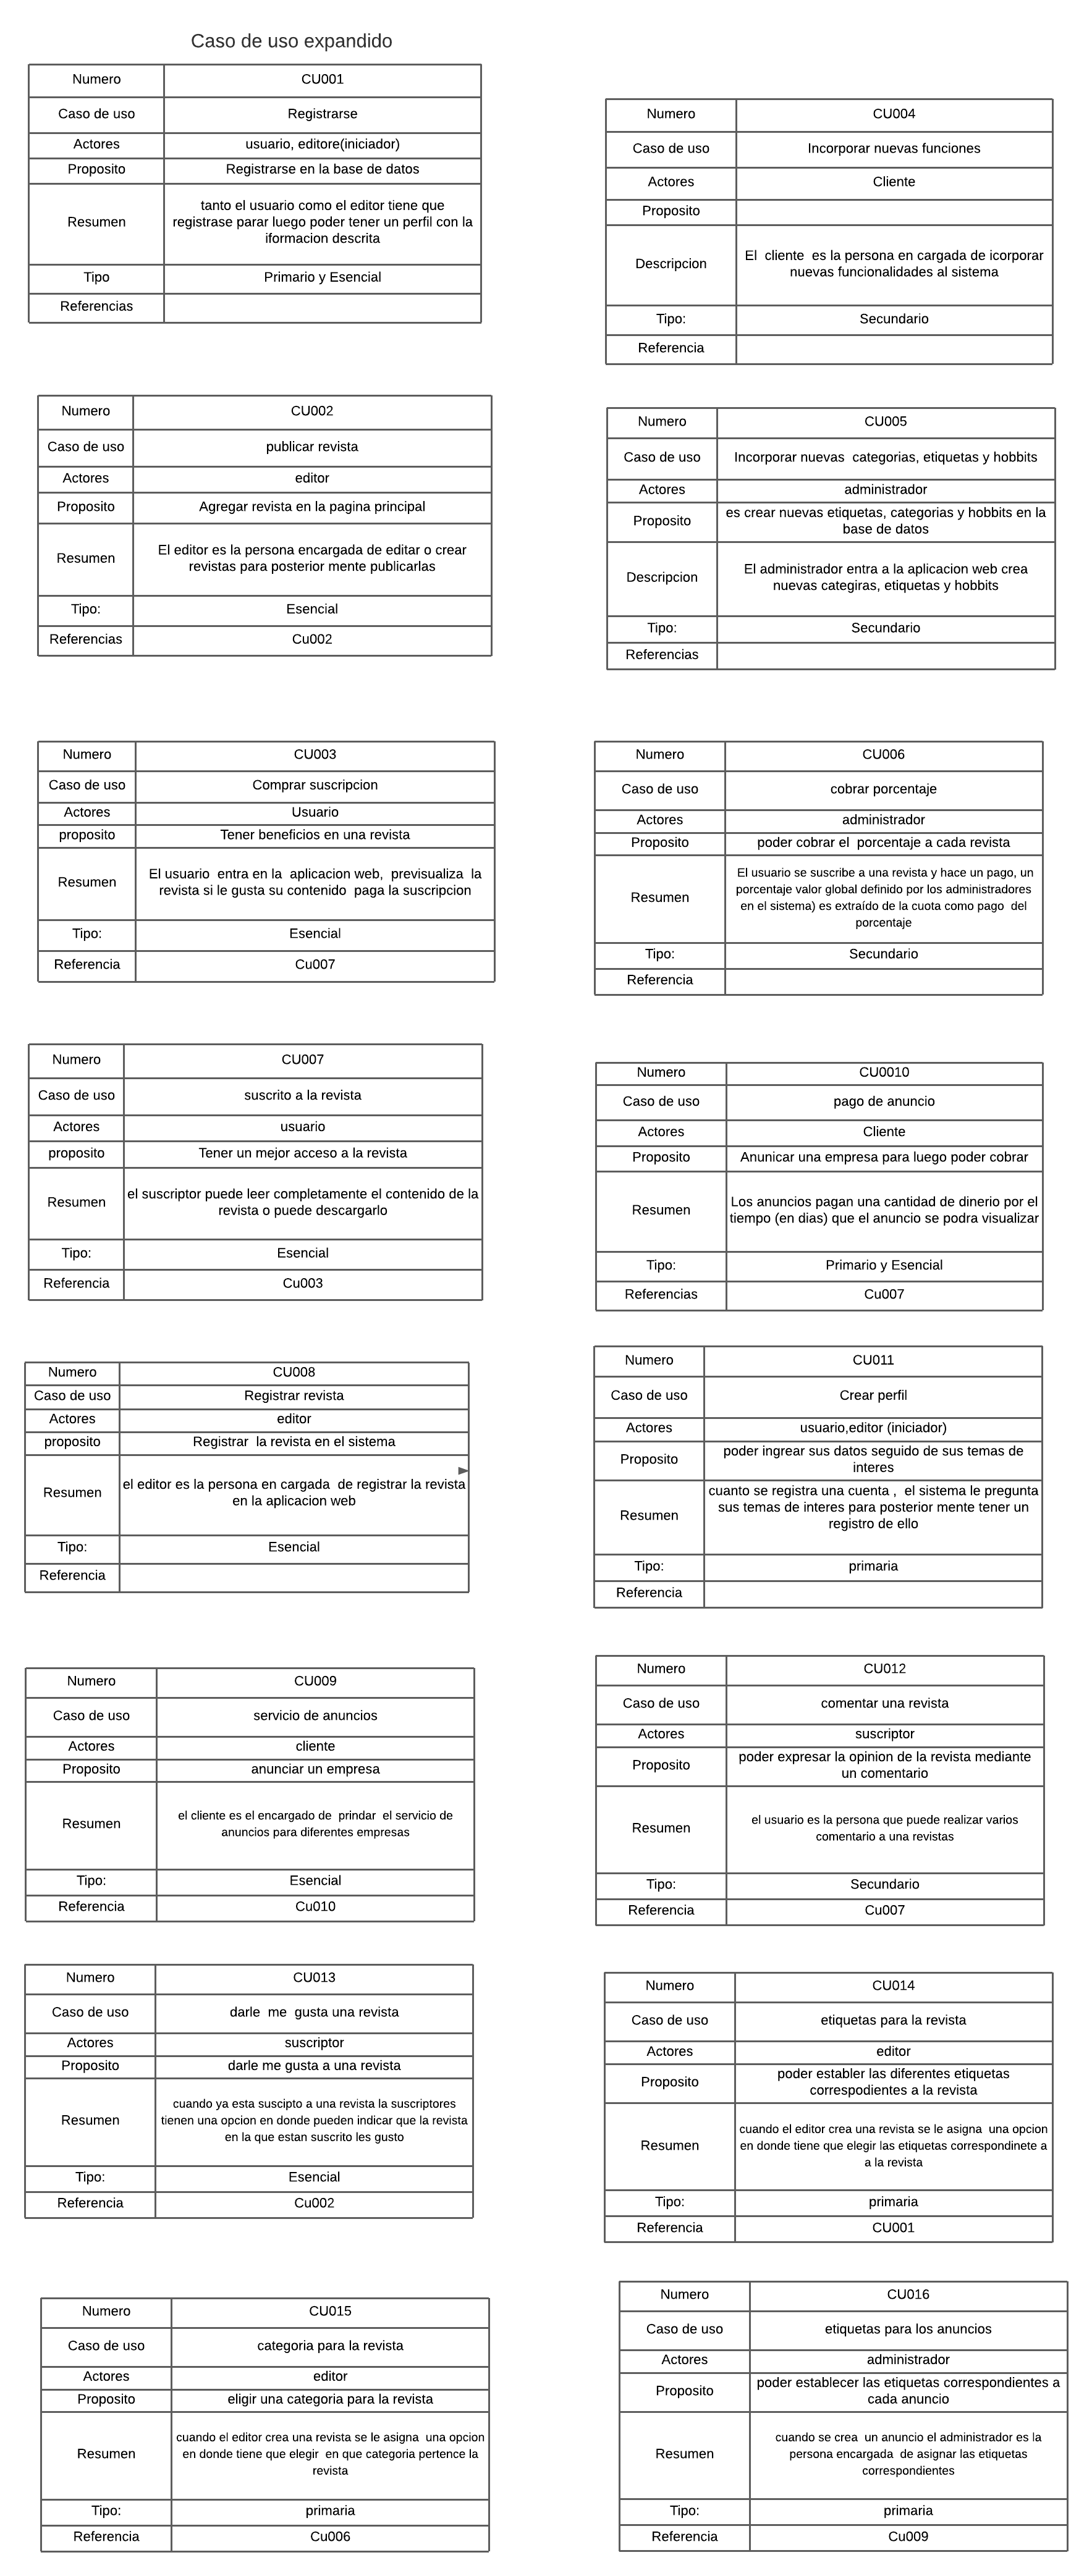 Caso de uso expandido
Numero CU001
Caso de uso Registrarse
Actores usuario, editore(iniciador)
Proposito Registrarse en la base de datos
Resumen tanto el usuario como el editor tiene que
registrase parar luego poder tener un perfil con la
iformacion descrita
Tipo Primario y Esencial
Referencias
Numero CU004
Caso de uso Incorporar nuevas funciones
Actores Cliente
Proposito
Descripcion El cliente es la persona en cargada de icorporar
nuevas funcionalidades al sistema
Tipo: Secundario
Referencia
Numero CU002
Caso de uso publicar revista
Actores editor
Proposito Agregar revista en la pagina principal
Resumen El editor es la persona encargada de editar o crear
revistas para posterior mente publicarlas
Tipo: Esencial
Referencias Cu002
Numero CU005
Caso de uso Incorporar nuevas categorias, etiquetas y hobbits
Actores administrador
Proposito es crear nuevas etiquetas, categorias y hobbits en la
base de datos
Descripcion El administrador entra a la aplicacion web crea
nuevas categiras, etiquetas y hobbits
Tipo: Secundario
Referencias
Numero CU003
Caso de uso Comprar suscripcion
Actores Usuario
proposito Tener beneficios en una revista
Resumen El usuario entra en la aplicacion web, previsualiza la
revista si le gusta su contenido paga la suscripcion
Tipo: Esencial
Referencia Cu007
Numero CU006
Caso de uso cobrar porcentaje
Actores administrador
Proposito poder cobrar el porcentaje a cada revista
Resumen El usuario se suscribe a una revista y hace un pago, un
porcentaje valor global definido por los administradores
en el sistema) es extraído de la cuota como pago del
porcentaje
Tipo: Secundario
Referencia
Numero CU007
Caso de uso suscrito a la revista
Actores usuario
proposito Tener un mejor acceso a la revista
Resumen el suscriptor puede leer completamente el contenido de la
revista o puede descargarlo
Tipo: Esencial
Referencia Cu003
Numero CU0010
Caso de uso pago de anuncio
Actores Cliente
Proposito Anunicar una empresa para luego poder cobrar
Resumen Los anuncios pagan una cantidad de dinerio por el
tiempo (en dias) que el anuncio se podra visualizar
Tipo: Primario y Esencial
Referencias Cu007
Numero CU008
Caso de uso Registrar revista
Actores editor
proposito Registrar la revista en el sistema
Resumen el editor es la persona en cargada de registrar la revista
en la aplicacion web
Tipo: Esencial
Referencia
Numero CU011
Caso de uso Crear perfil
Actores usuario,editor (iniciador)
Proposito poder ingrear sus datos seguido de sus temas de
interes
Resumen cuanto se registra una cuenta , el sistema le pregunta
sus temas de interes para posterior mente tener un
registro de ello
Tipo: primaria
Referencia
Numero CU009
Caso de uso servicio de anuncios
Actores cliente
Proposito anunciar un empresa
Resumen el cliente es el encargado de prindar el servicio de
anuncios para diferentes empresas
Tipo: Esencial
Referencia Cu010
Numero CU012
Caso de uso comentar una revista
Actores suscriptor
Proposito poder expresar la opinion de la revista mediante
un comentario
Resumen el usuario es la persona que puede realizar varios
comentario a una revistas
Tipo: Secundario
Referencia Cu007
Numero CU013
Caso de uso darle me gusta una revista
Actores suscriptor
Proposito darle me gusta a una revista
Resumen cuando ya esta suscipto a una revista la suscriptores
tienen una opcion en donde pueden indicar que la revista
en la que estan suscrito les gusto
Tipo: Esencial
Referencia Cu002
Numero CU014
Caso de uso etiquetas para la revista
Actores editor
Proposito poder establer las diferentes etiquetas
correspodientes a la revista
Resumen cuando el editor crea una revista se le asigna una opcion
en donde tiene que elegir las etiquetas correspondinete a
a la revista
Tipo: primaria
Referencia CU001
Numero CU015
Caso de uso categoria para la revista
Actores editor
Proposito eligir una categoria para la revista
Resumen cuando el editor crea una revista se le asigna una opcion
en donde tiene que elegir en que categoria pertence la
revista
Tipo: primaria
Referencia Cu006
Numero CU016
Caso de uso etiquetas para los anuncios
Actores administrador
Proposito poder establecer las etiquetas correspondientes a
cada anuncio
Resumen cuando se crea un anuncio el administrador es la
persona encargada de asignar las etiquetas
correspondientes
Tipo: primaria
Referencia Cu009